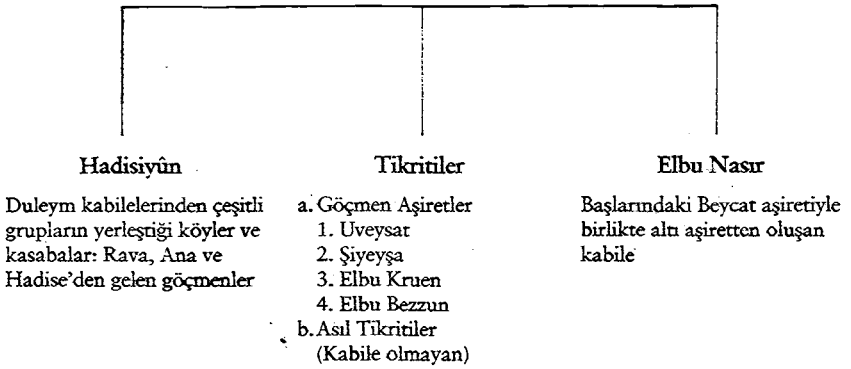 Hadisiyûn
Duleym kabilelerinden çeşitli
grupların yerleştiği köyler ve
kasabalar: Rava, Ana ve
Hadise'den gelen göçmenler
Tikritiler
a. Göçmen Aşiretler
1. Uveysat
2. Şiyeyşa
3. Elbu Kruen
4. Elbu Bezzun
b. Asıl Tikritiler
(Kabile olmayan)
Elbu Nasır
Başlarındaki Beycat aşiretiyle
birlikte altı aşiretten oluşan
kabile